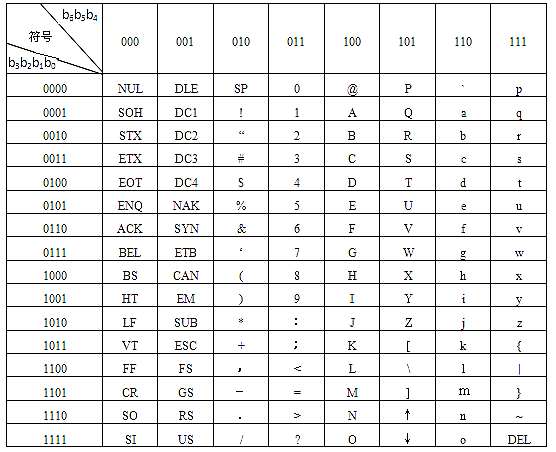 b₆b₅b₄
符号
b₃b₂b₁b₀
000 001 010 011 100 101 110 111
0000 NUL DLE SP 0 @ P ` p
0001 SOH DC1 ! 1 A Q a q
0010 STX DC2 “ 2 B R b r
0011 ETX DC3 # 3 C S c s
0100 EOT DC4 $ 4 D T d t
0101 ENQ NAK % 5 E U e u
0110 ACK SYN & 6 F V f v
0111 BEL ETB ‘ 7 G W g w
1000 BS CAN ( 8 H X h x
1001 HT EM ) 9 I Y i y
1010 LF SUB * : J Z j z
1011 VT ESC + ; K [ k {
1100 FF FS , < L \ l |
1101 CR GS − = M ] m }
1110 SO RS . > N ↑ n ~
1111 SI US / ? O ↓ o DEL